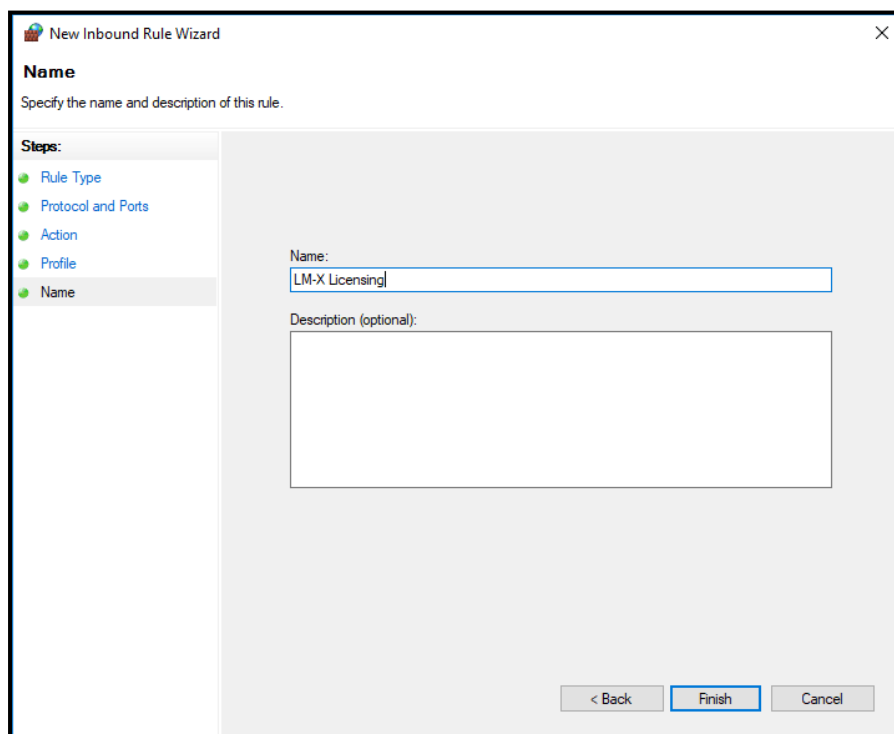 New Inbound Rule Wizard
Name
Specify the name and description of this rule.
Steps:
Rule Type
Protocol and Ports
Action
Profile
Name
Name:
LM-X Licensing
Description (optional):
< Back
Finish
Cancel